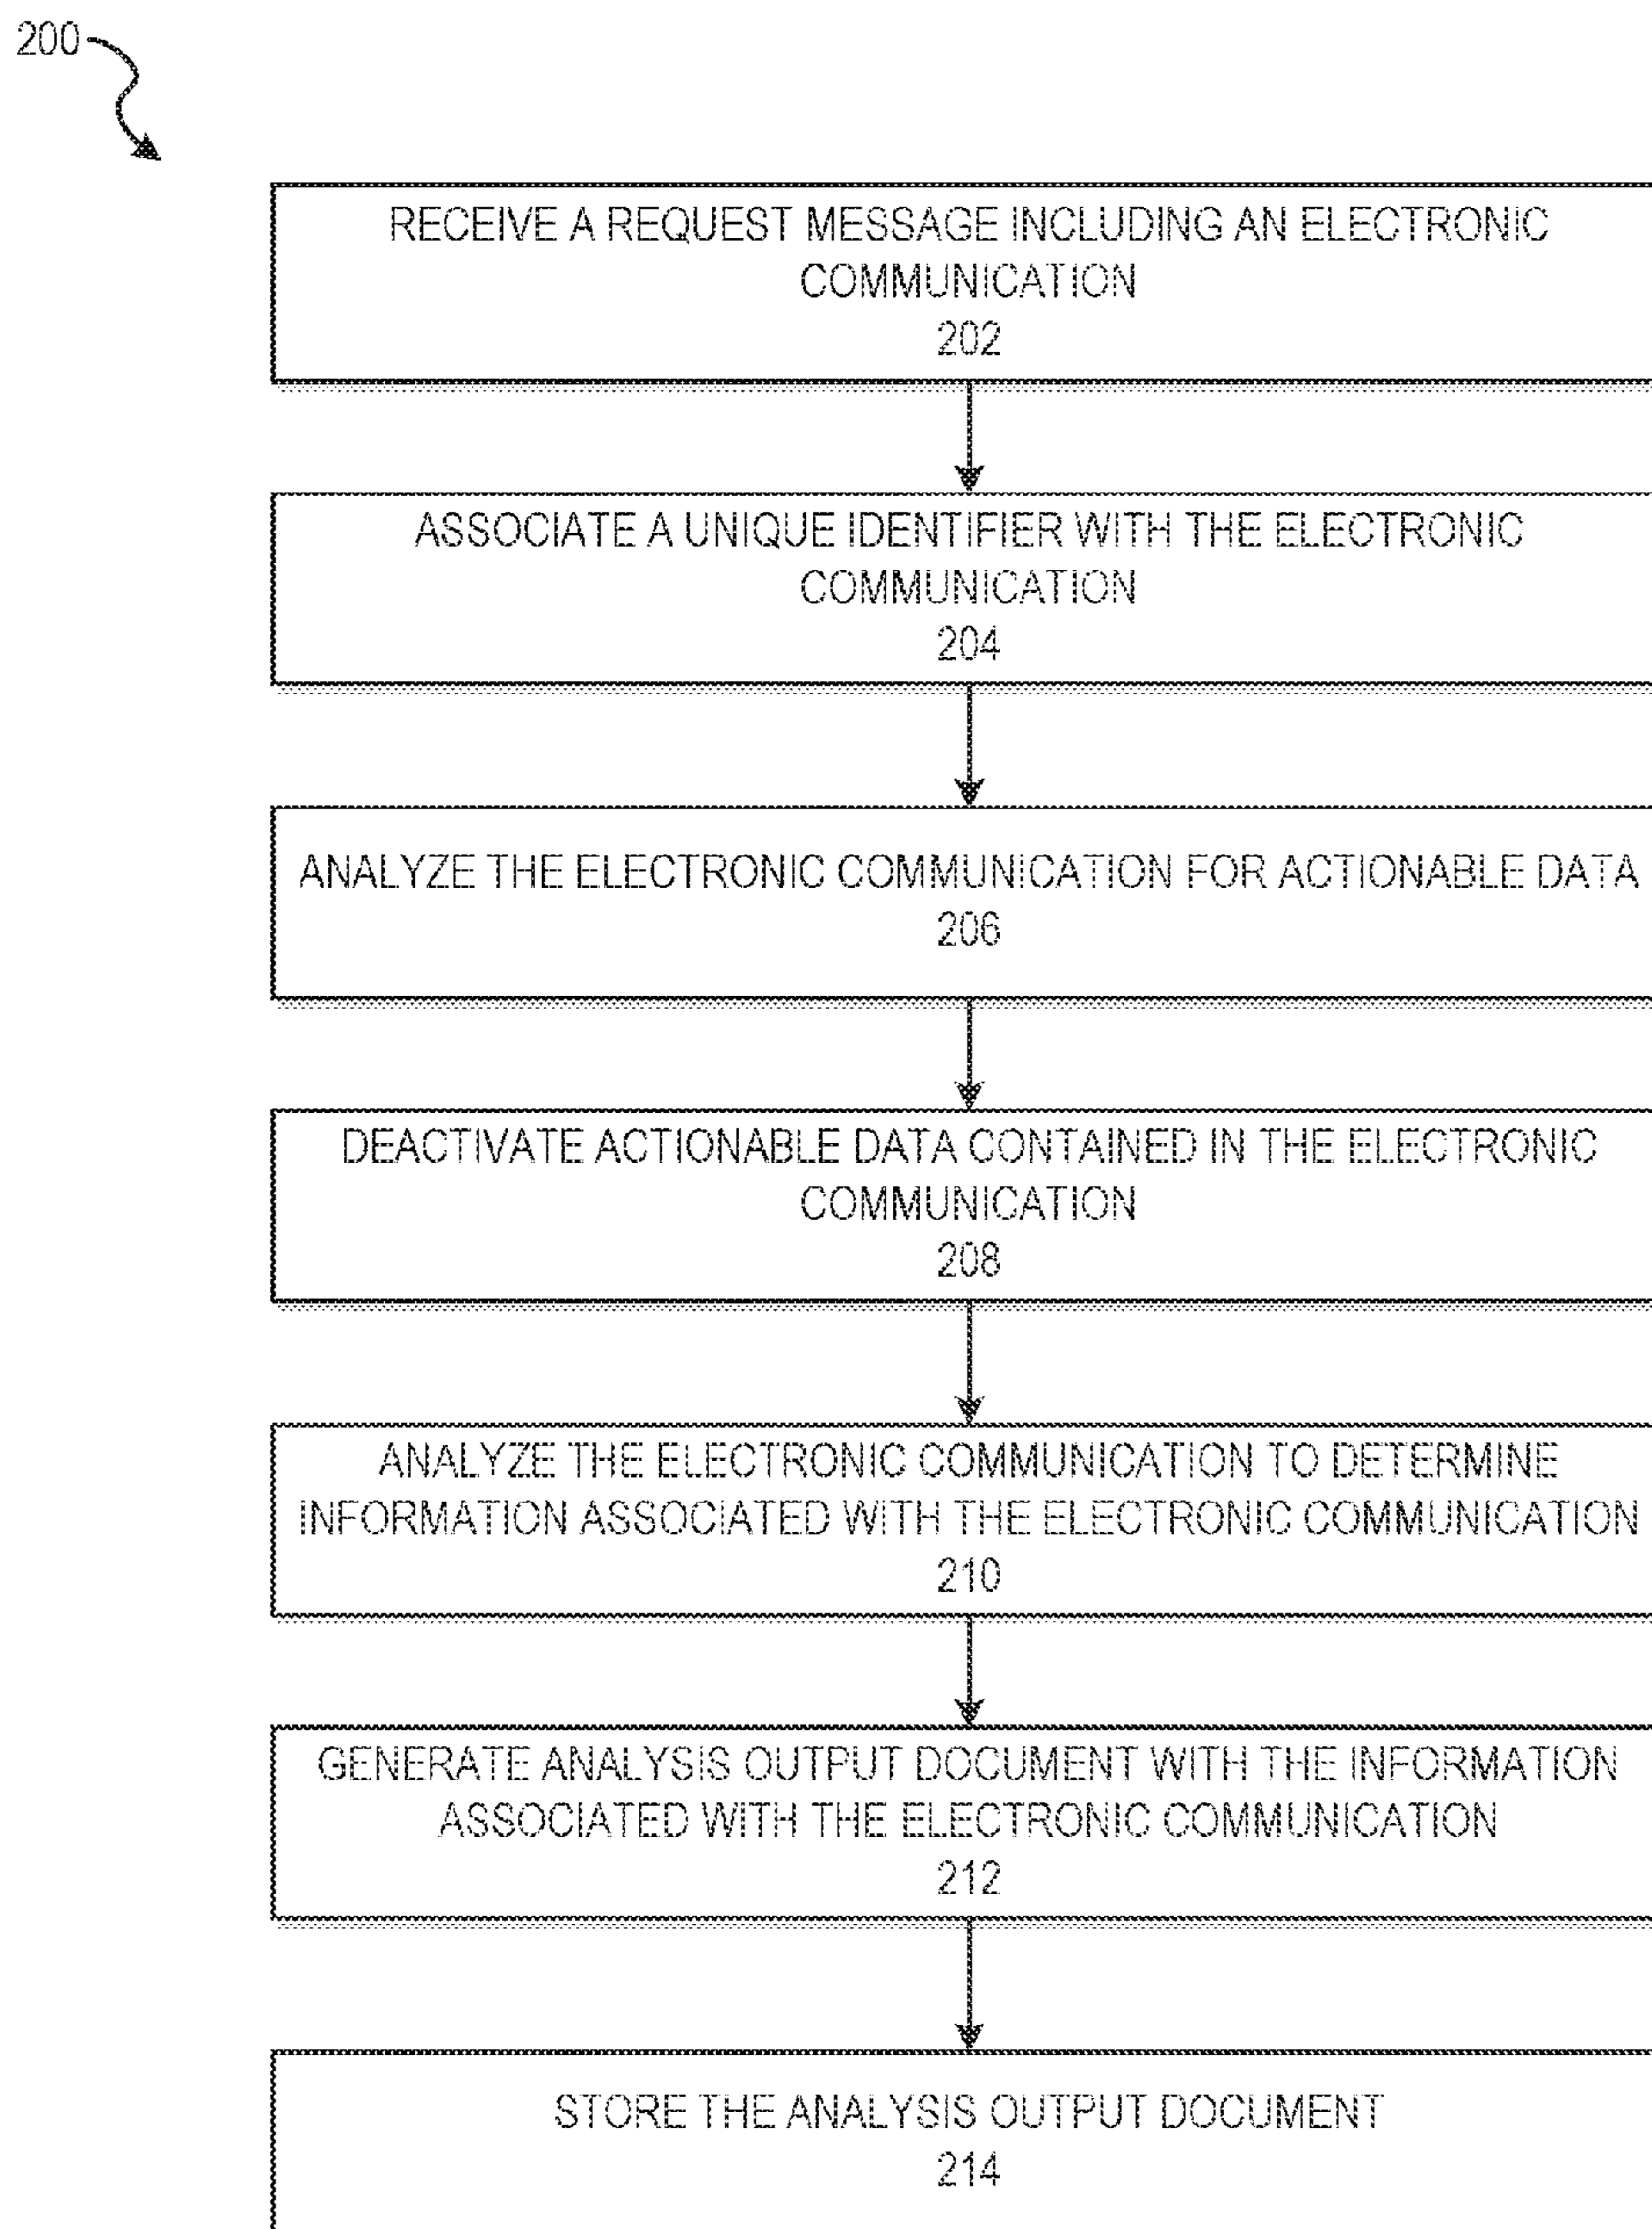 200
RECEIVE A REQUEST MESSAGE INCLUDING AN ELECTRONIC
COMMUNICATION
202
ASSOCIATE A UNIQUE IDENTIFIER WITH THE ELECTRONIC
COMMUNICATION
204
ANALYZE THE ELECTRONIC COMMUNICATION FOR ACTIONABLE DATA
206
DEACTIVATE ACTIONABLE DATA CONTAINED IN THE ELECTRONIC
COMMUNICATION
208
ANALYZE THE ELECTRONIC COMMUNICATION TO DETERMINE
INFORMATION ASSOCIATED WITH THE ELECTRONIC COMMUNICATION
210
GENERATE ANALYSIS OUTPUT DOCUMENT WITH THE INFORMATION
ASSOCIATED WITH THE ELECTRONIC COMMUNICATION
212
STORE THE ANALYSIS OUTPUT DOCUMENT
214